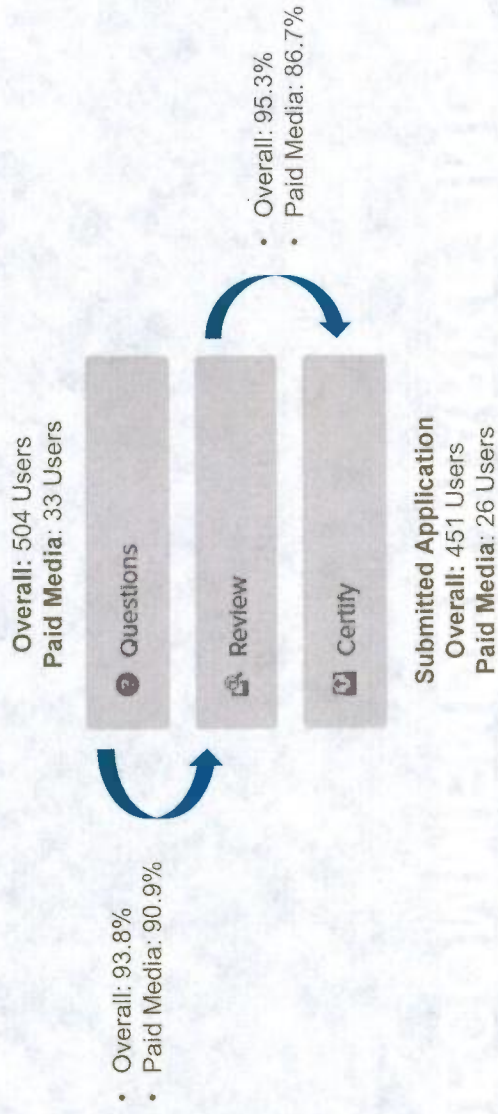 Overall: 504 Users
Paid Media: 33 Users
Questions
• Overall: 93.8%
• Paid Media: 90.9%
Review
• Overall: 95.3%
• Paid Media: 86.7%
Certify
Submitted Application
Overall: 451 Users
Paid Media: 26 Users